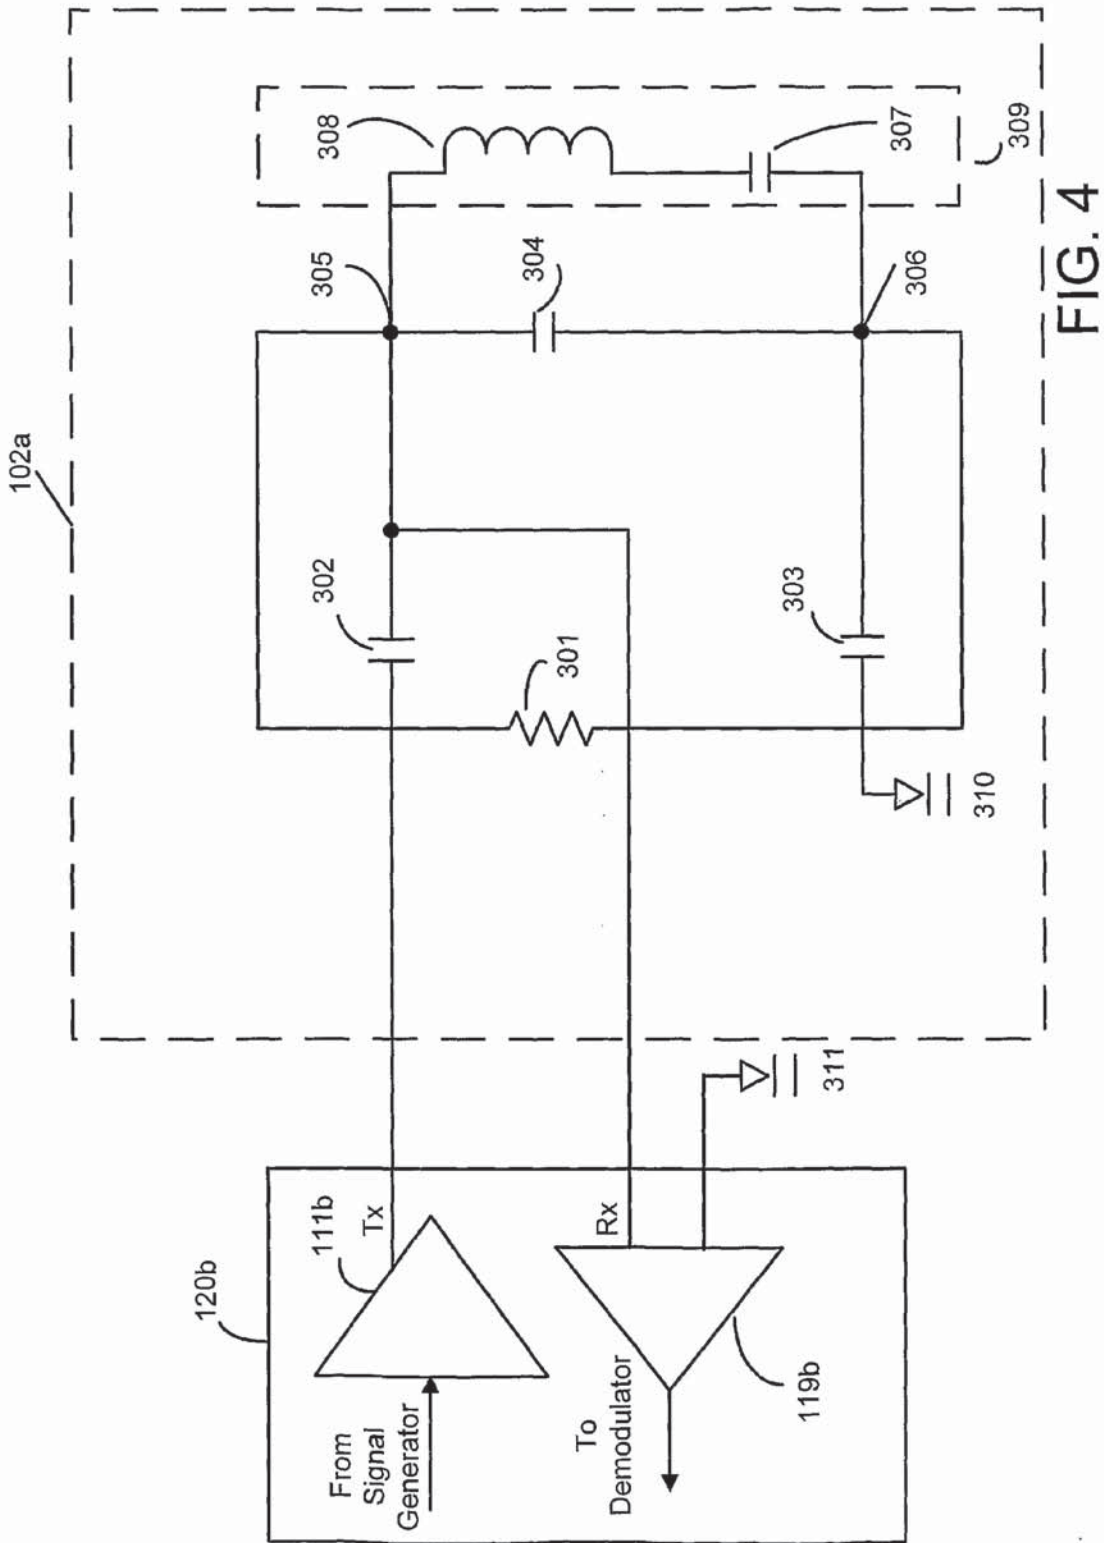 102a
308
307
309
305
304
306
302
303
301
310
311
120b
111b
Tx
Rx
119b
From
Signal
Generator
To
Demodulator
FIG. 4